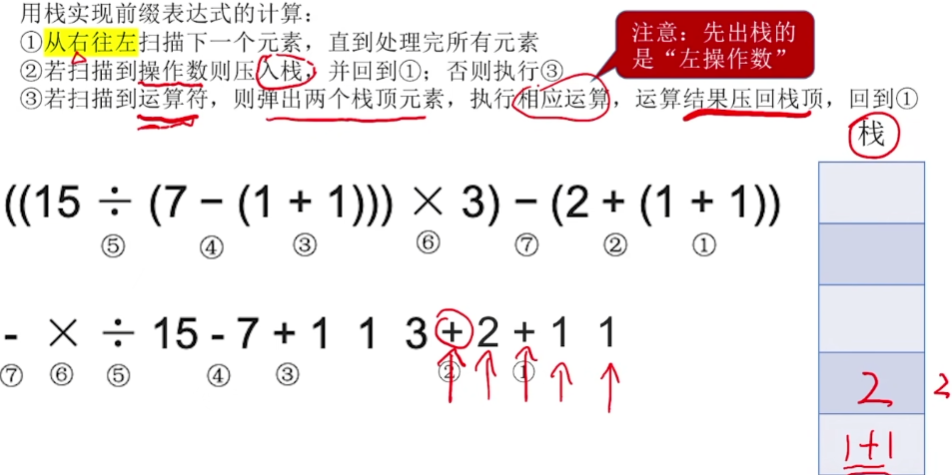 用栈实现前缀表达式的计算：
①从右往左扫描下一个元素，直到处理完所有元素
②若扫描到操作数则压入栈，并回到①；否则执行③
③若扫描到运算符，则弹出两个栈顶元素，执行相应运算，运算结果压回栈顶，回到①
注意：先出栈的
是“左操作数”
栈
((15 ÷ (7 − (1 + 1))) × 3) − (2 + (1 + 1))
⑤ ④ ③ ⑥ ⑦ ② ①
- × ÷ 15 - 7 + 1 1 3 + 2 + 1 1
⑦ ⑥ ⑤ ④ ③ ② ①
2 2
1+1